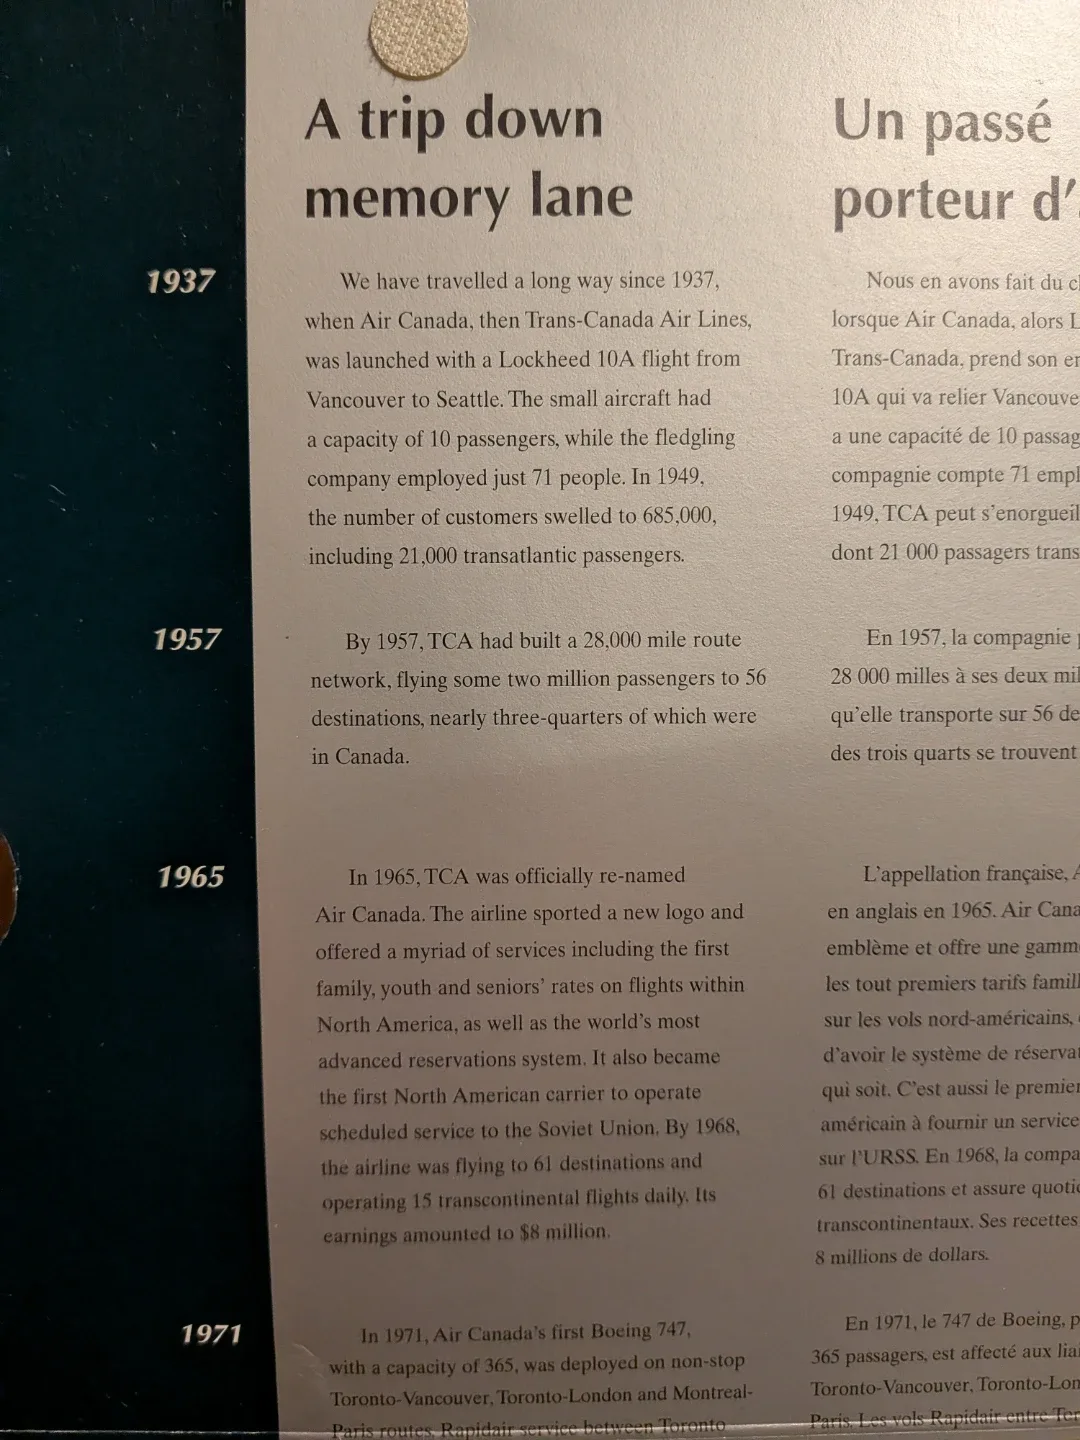 A trip down
memory lane
1937
We have travelled a long way since 1937,
when Air Canada, then Trans-Canada Air Lines,
was launched with a Lockheed 10A flight from
Vancouver to Seattle. The small aircraft had
a capacity of 10 passengers, while the fledgling
company employed just 71 people. In 1949,
the number of customers swelled to 685,000,
including 21,000 transatlantic passengers.
1957
By 1957, TCA had built a 28,000 mile route
network, flying some two million passengers to 56
destinations, nearly three-quarters of which were
in Canada.
1965
In 1965, TCA was officially re-named
Air Canada. The airline sported a new logo and
offered a myriad of services including the first
family, youth and seniors' rates on flights within
North America, as well as the world's most
advanced reservations system. It also became
the first North American carrier to operate
scheduled service to the Soviet Union. By 1968,
the airline was flying to 61 destinations and
operating 15 transcontinental flights daily. Its
earnings amounted to $8 million.
1971
In 1971, Air Canada's first Boeing 747,
with a capacity of 365, was deployed on non-stop
Toronto-Vancouver, Toronto-London and Montreal-
Paris routes. Rapidair service between Toronto
Un passé
porteur d'
Nous en avons fait du
lorsque Air Canada, alors
Trans-Canada, prend son
10A qui va relier
a une capacité de 10
compagnie compte 71
1949, TCA peut
dont 21 000 passagers
En 1957, la compagnie
28 000 milles à ses deux
qu'elle transporte sur 56
des trois quarts se trouvent
L'appellation française,
en anglais en 1965. Air
emblème et offre une
les tout premiers tarifs
sur les vols nord-américains,
d'avoir le système de
qui soit. C'est aussi le premier
américain à fournir un service
sur l'URSS. En 1968, la
61 destinations et assure
transcontinentaux. Ses recettes
8 millions de dollars.
En 1971, le 747 de Boeing,
365 passagers, est affecté aux
Toronto-Vancouver,
Paris. Les vols Rapidair entre